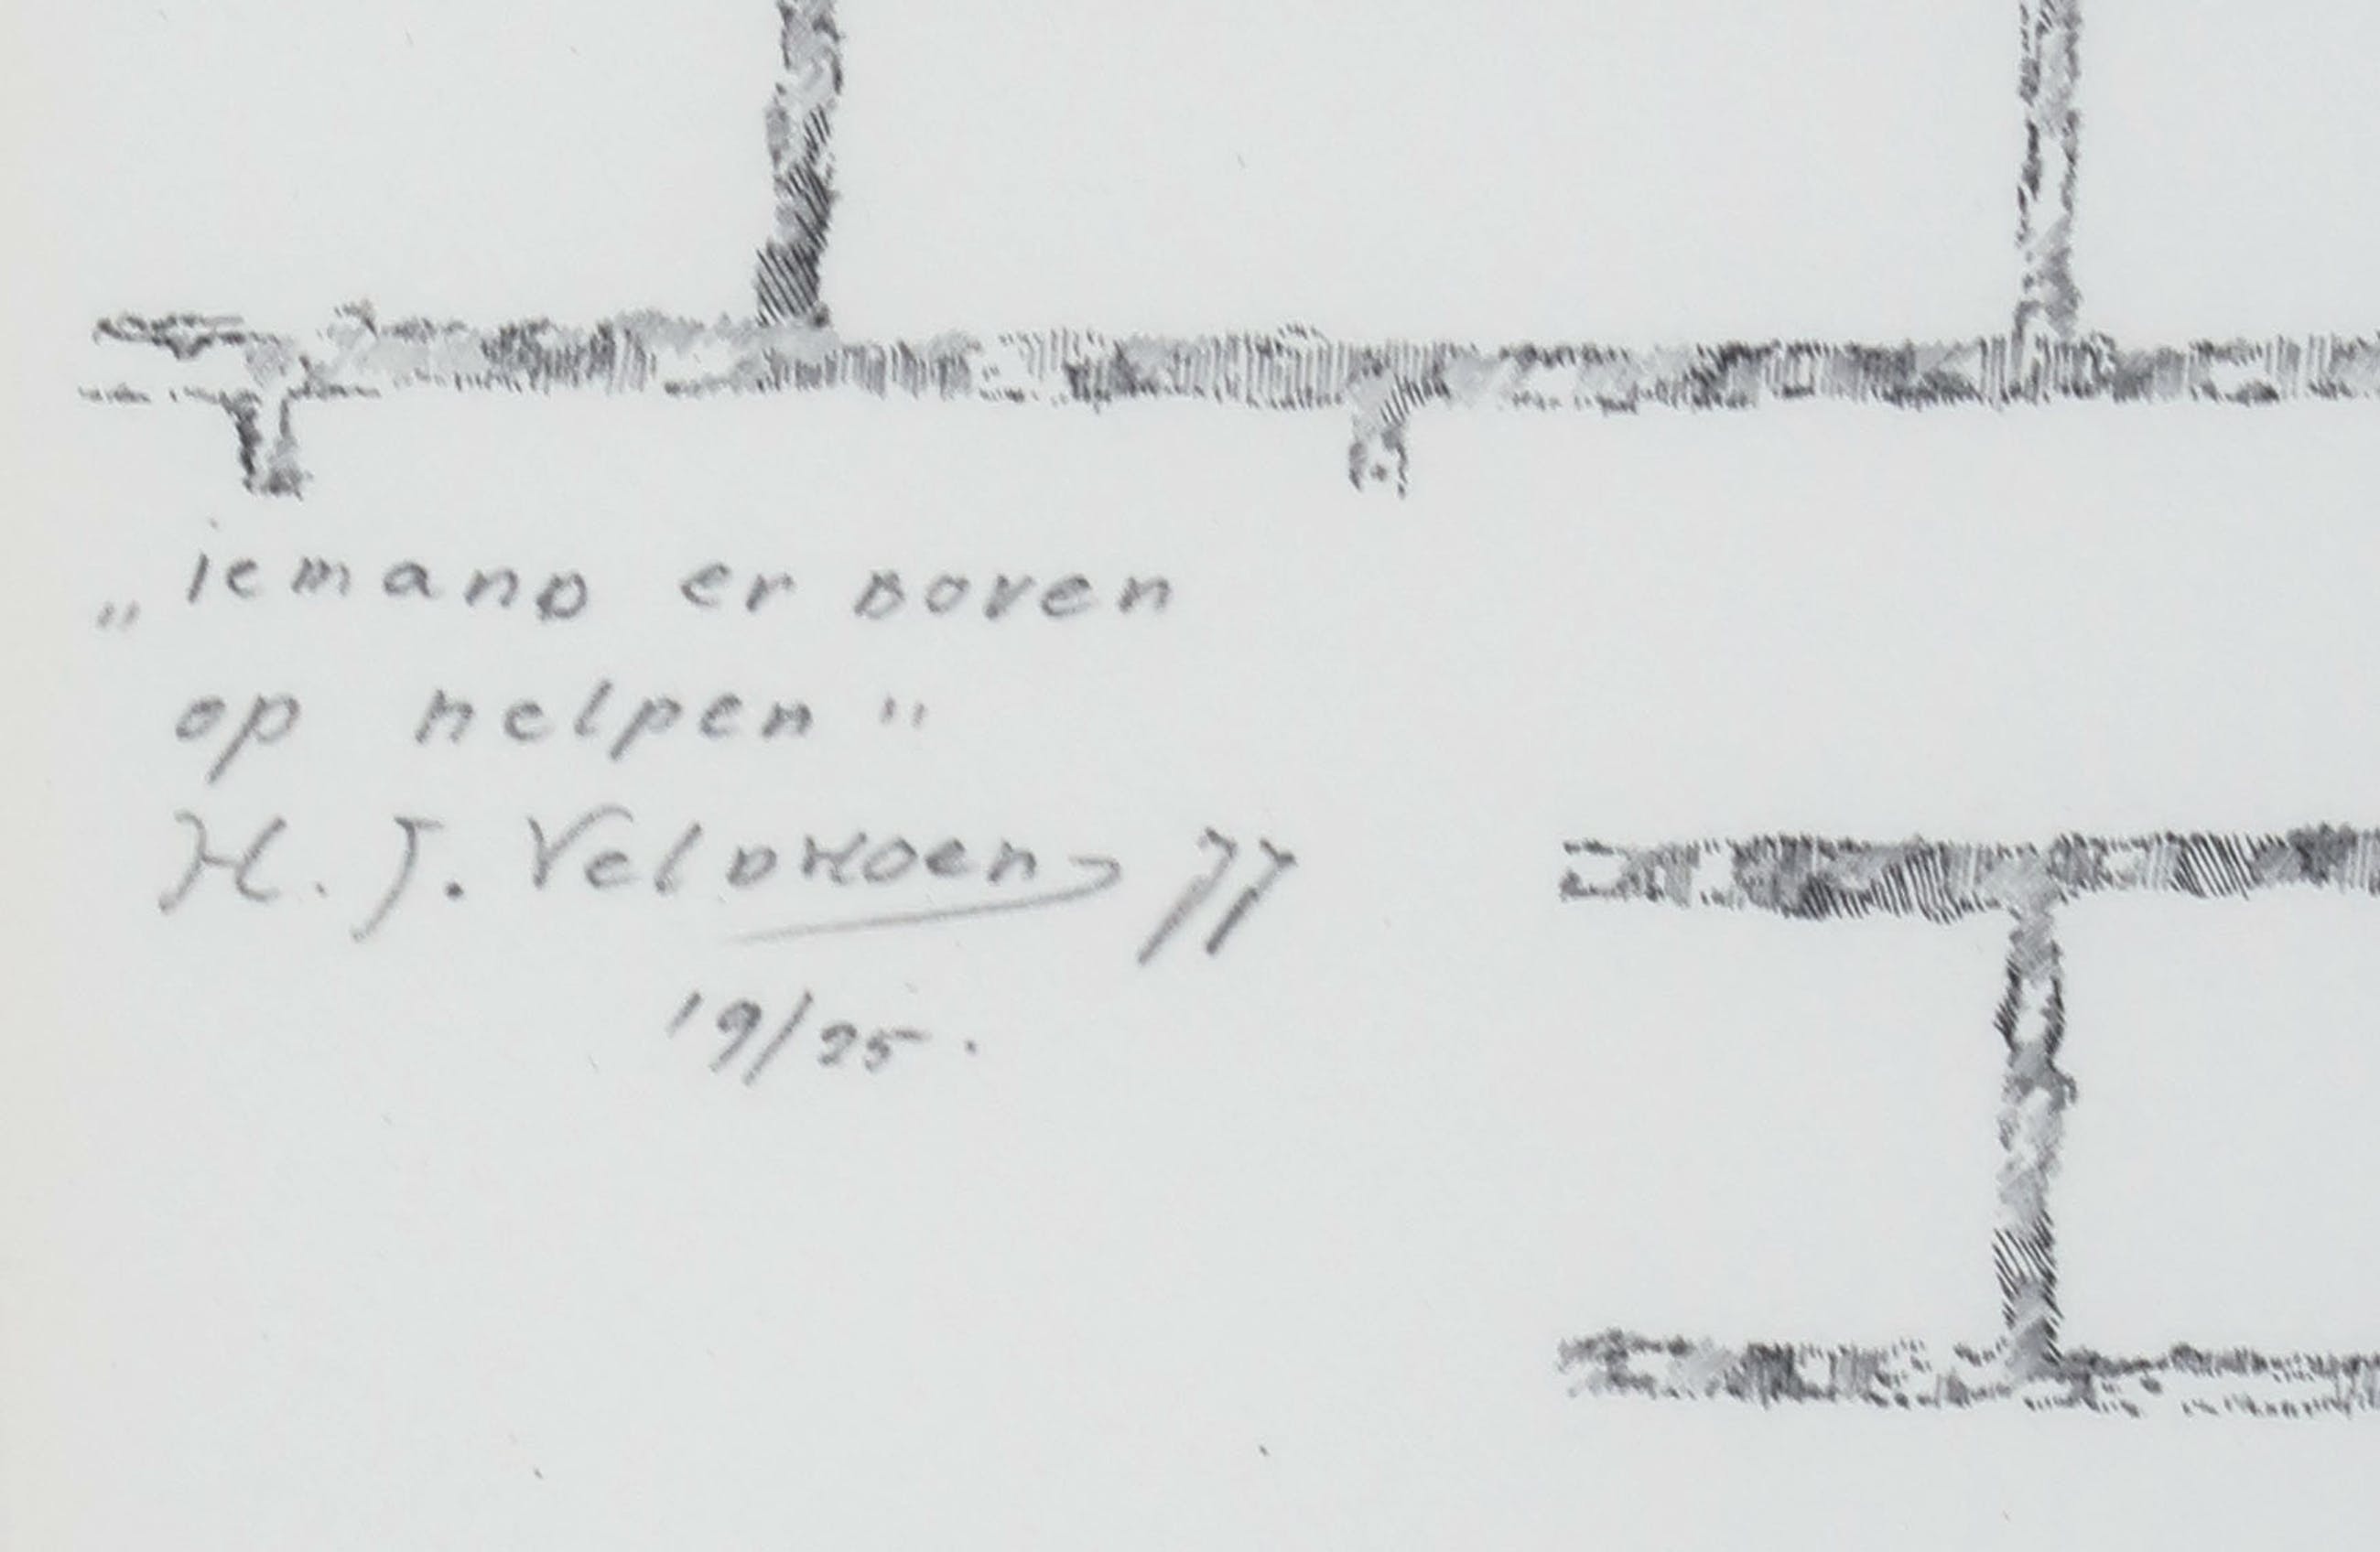 „iemand er boven
op helpen"
H. J. Veldhoen 77
19/25.